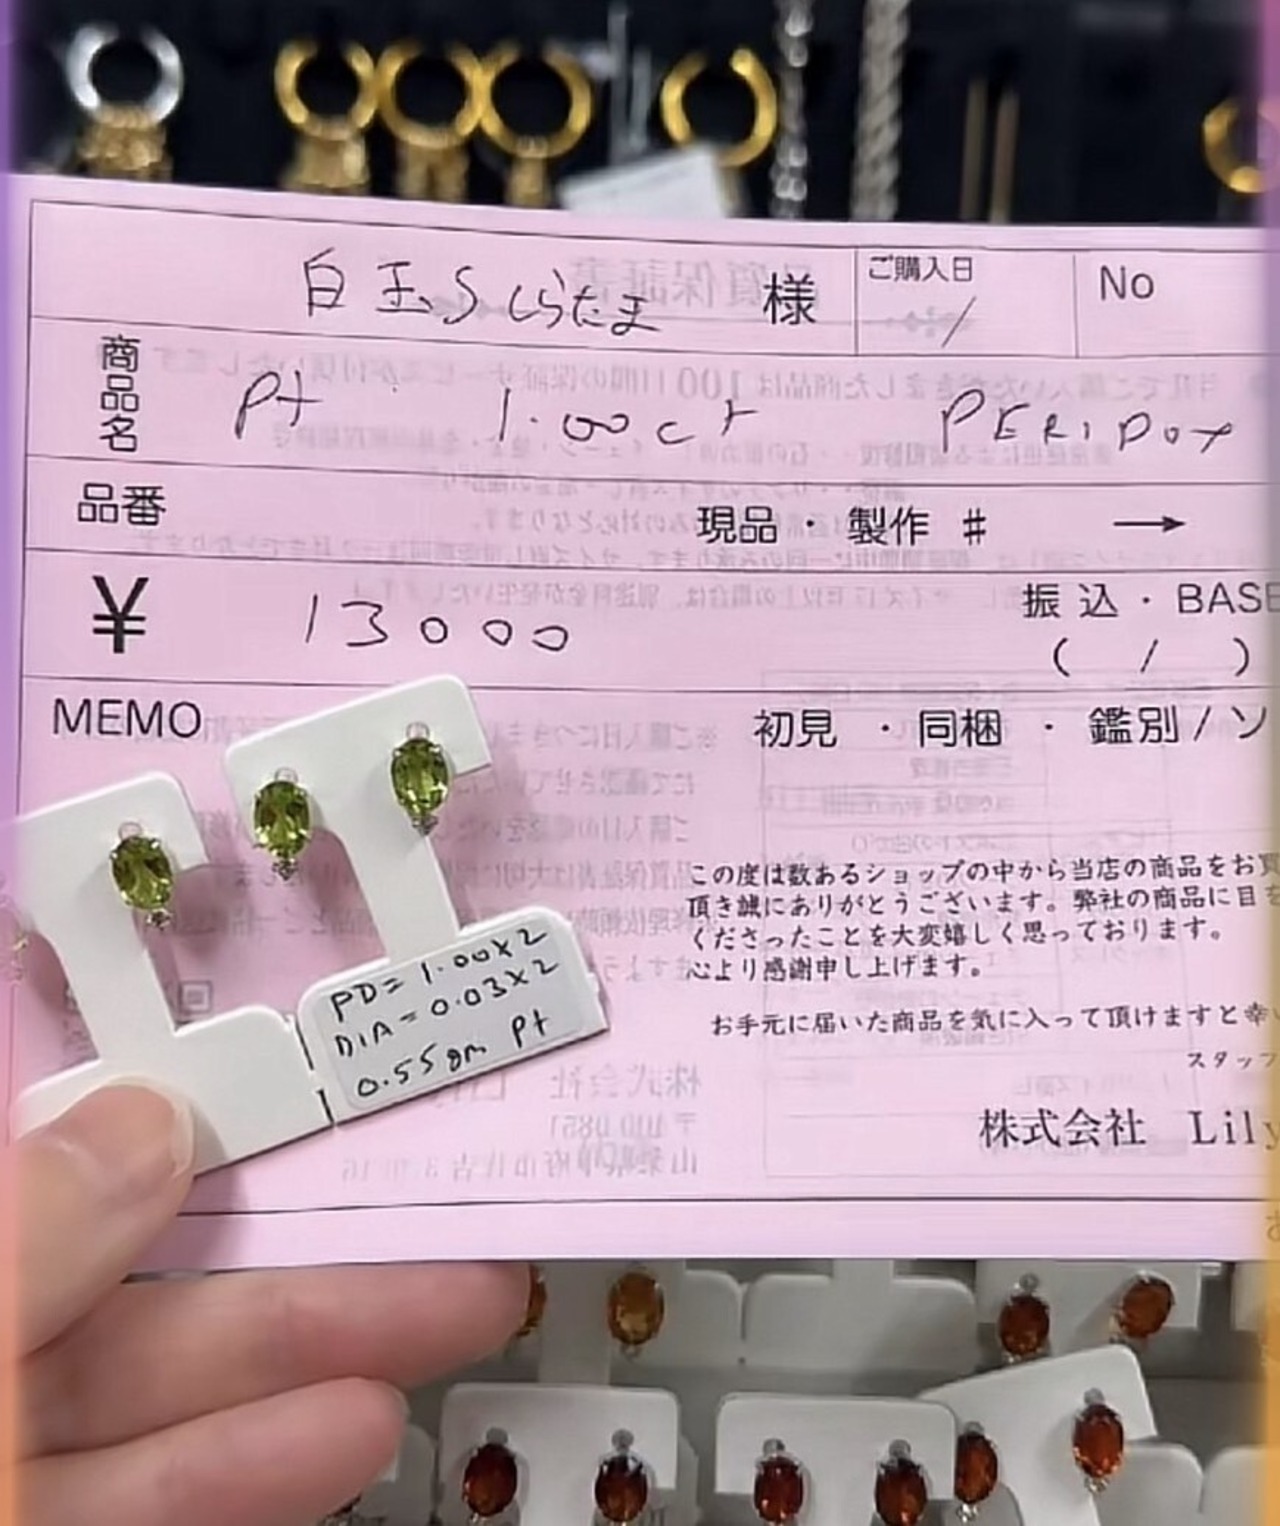 白玉Sしらたま 様
ご購入日
/
No
商品名
Pt 1.00ct PERIDOT
品番
現品・製作 # →
¥ 13000
振込・BASE
( / )
MEMO
初見・同梱・鑑別/ソ
この度は数あるショップの中から当店の商品をお買
頂き誠にありがとうございます。弊社の商品に目を
くださったことを大変嬉しく思っております。
心より感謝申し上げます。
お手元に届いた商品を気に入って頂けますと幸い
スタッフ
株式会社 Lily
PD=1.00×2
DIA=0.03×2
0.55gm Pt